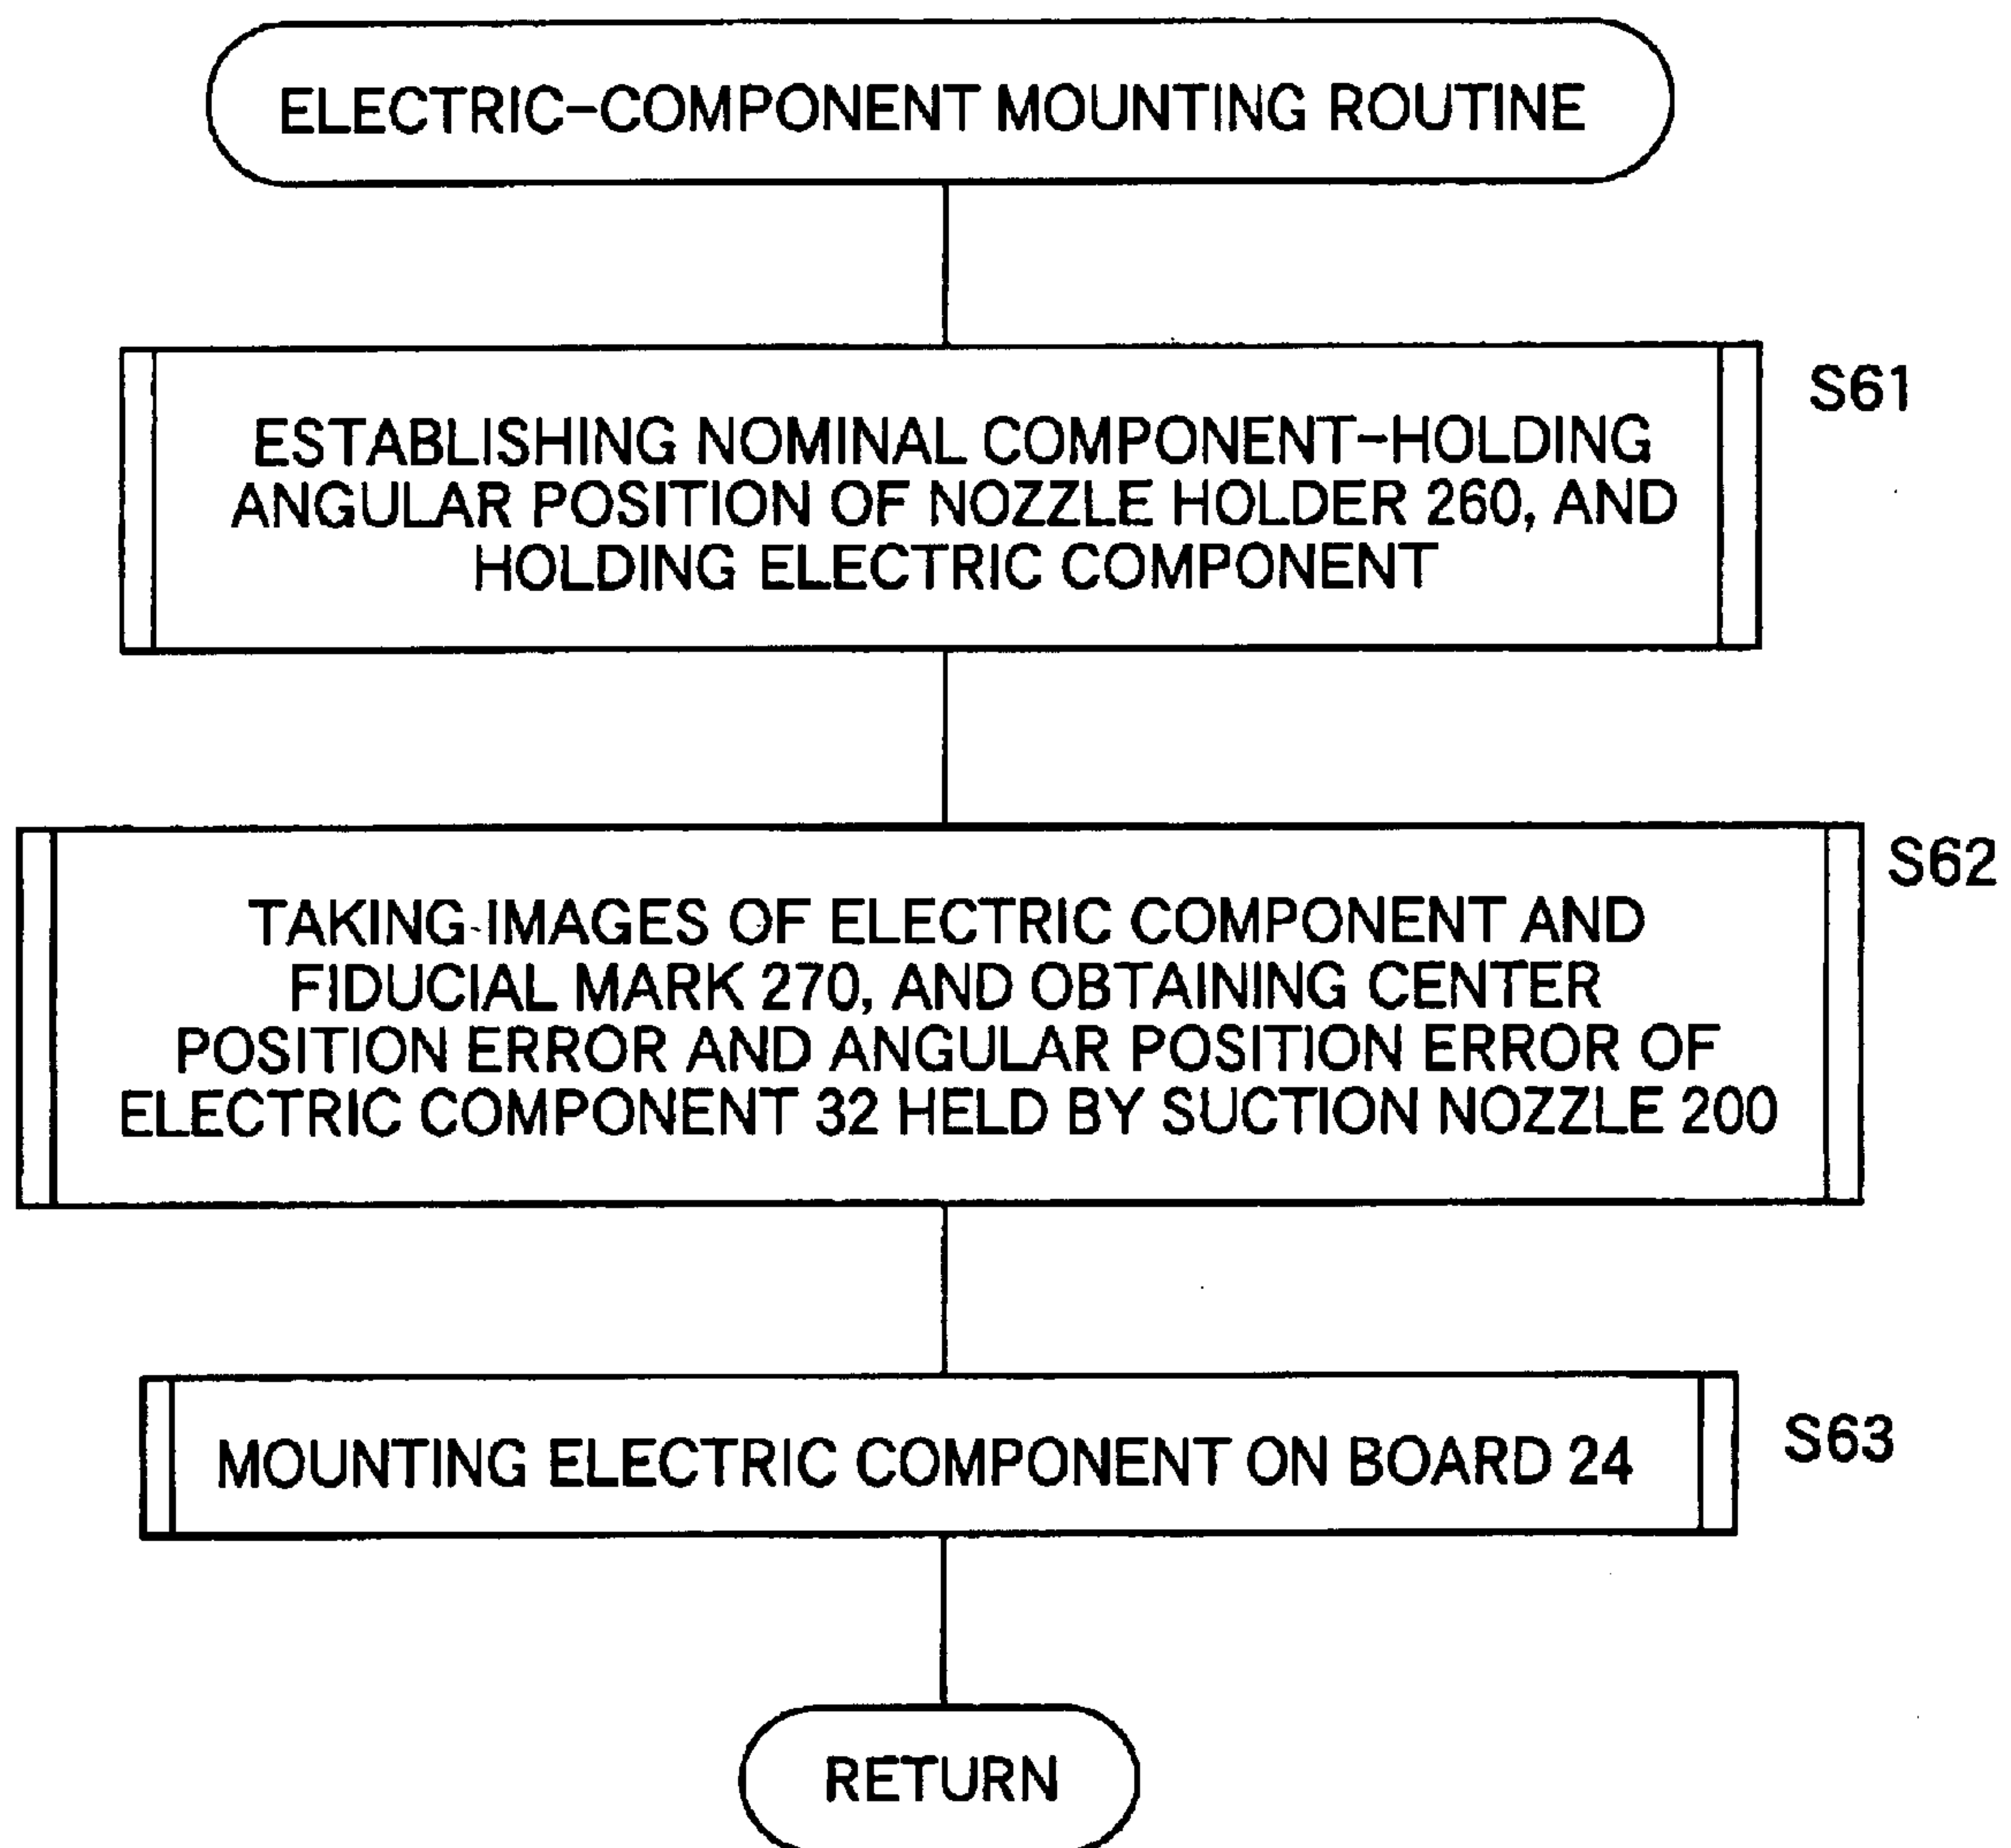 ELECTRIC-COMPONENT MOUNTING ROUTINE
S61
ESTABLISHING NOMINAL COMPONENT-HOLDING
ANGULAR POSITION OF NOZZLE HOLDER 260, AND
HOLDING ELECTRIC COMPONENT
S62
TAKING IMAGES OF ELECTRIC COMPONENT AND
FIDUCIAL MARK 270, AND OBTAINING CENTER
POSITION ERROR AND ANGULAR POSITION ERROR OF
ELECTRIC COMPONENT 32 HELD BY SUCTION NOZZLE 200
S63
MOUNTING ELECTRIC COMPONENT ON BOARD 24
RETURN